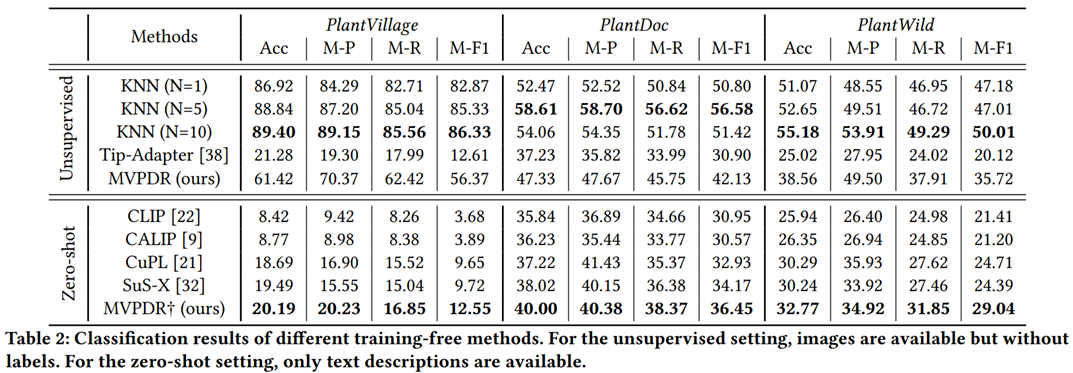 Methods PlantVillage PlantDoc PlantWild
Acc M-P M-R M-F1 Acc M-P M-R M-F1 Acc M-P M-R M-F1
Unsupervised
KNN (N=1) 86.92 84.29 82.71 82.87 52.47 52.52 50.84 50.80 51.07 48.55 46.95 47.18
KNN (N=5) 88.84 87.20 85.04 85.33 58.61 58.70 56.62 56.58 52.65 49.51 46.72 47.01
KNN (N=10) 89.40 89.15 85.56 86.33 54.06 54.35 51.78 51.42 55.18 53.91 49.29 50.01
Tip-Adapter [38] 21.28 19.30 17.99 12.61 37.23 35.82 33.99 30.90 25.02 27.95 24.02 20.12
MVPDR (ours) 61.42 70.37 62.42 56.37 47.33 47.67 45.75 42.13 38.56 49.50 37.91 35.72
Zero-shot
CLIP [22] 8.42 9.42 8.26 3.68 35.84 36.89 34.66 30.95 25.94 26.40 24.98 21.41
CALIP [9] 8.77 8.98 8.38 3.89 36.23 35.44 33.77 30.57 26.35 26.94 24.85 21.20
CuPL [21] 18.69 16.90 15.52 9.65 37.22 41.43 35.37 32.93 30.29 35.93 27.62 24.71
SuS-X [32] 19.49 15.55 15.04 9.72 38.02 40.15 36.38 34.17 30.24 33.92 27.46 24.39
MVPDR† (ours) 20.19 20.23 16.85 12.55 40.00 40.38 38.37 36.45 32.77 34.92 31.85 29.04
Table 2: Classification results of different training-free methods. For the unsupervised setting, images are available but without
labels. For the zero-shot setting, only text descriptions are available.